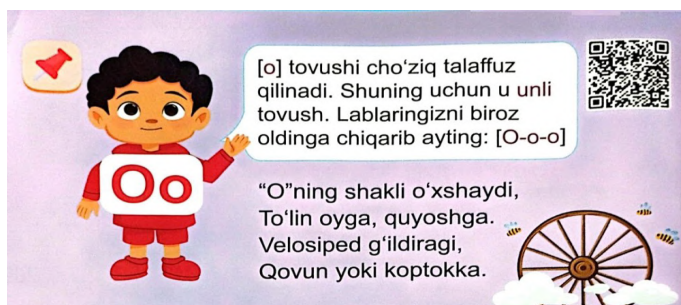 [o] tovushi cho‘ziq talaffuz
qilinadi. Shuning uchun u unli
tovush. Lablaringizni biroz
oldinga chiqarib ayting: [O-o-o]
Oo
“O”ning shakli o‘xshaydi,
To‘lin oyga, quyoshga.
Velosiped g‘ildiragi,
Qovun yoki koptokka.